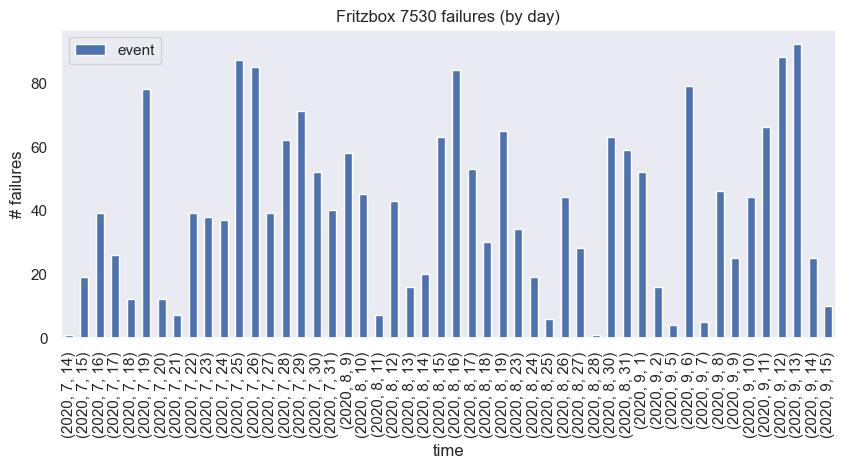 Fritzbox 7530 failures (by day)
event
# failures
80
60
40
20
0
(2020, 7, 14)
(2020, 7, 15)
(2020, 7, 16)
(2020, 7, 17)
(2020, 7, 18)
(2020, 7, 19)
(2020, 7, 20)
(2020, 7, 21)
(2020, 7, 22)
(2020, 7, 23)
(2020, 7, 24)
(2020, 7, 25)
(2020, 7, 26)
(2020, 7, 27)
(2020, 7, 28)
(2020, 7, 29)
(2020, 7, 30)
(2020, 7, 31)
(2020, 8, 9)
(2020, 8, 10)
(2020, 8, 11)
(2020, 8, 12)
(2020, 8, 13)
(2020, 8, 14)
(2020, 8, 15)
(2020, 8, 16)
(2020, 8, 17)
(2020, 8, 18)
(2020, 8, 19)
(2020, 8, 23)
(2020, 8, 24)
(2020, 8, 25)
(2020, 8, 26)
(2020, 8, 27)
(2020, 8, 28)
(2020, 8, 30)
(2020, 8, 31)
(2020, 9, 1)
(2020, 9, 2)
(2020, 9, 5)
(2020, 9, 6)
(2020, 9, 7)
(2020, 9, 8)
(2020, 9, 9)
(2020, 9, 10)
(2020, 9, 11)
(2020, 9, 12)
(2020, 9, 13)
(2020, 9, 14)
(2020, 9, 15)
time